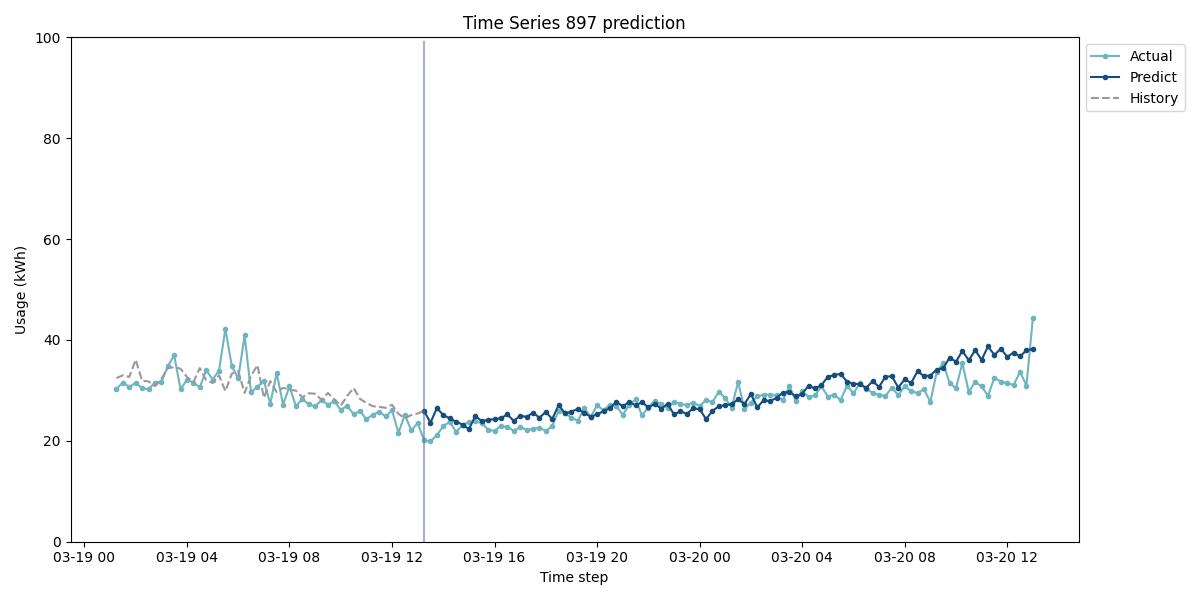 Time Series 897 prediction
100
80
60
40
20
0
Usage (kWh)
03-19 00 03-19 04 03-19 08 03-19 12 03-19 16 03-19 20 03-20 00 03-20 04 03-20 08 03-20 12
Time step
Actual
Predict
History